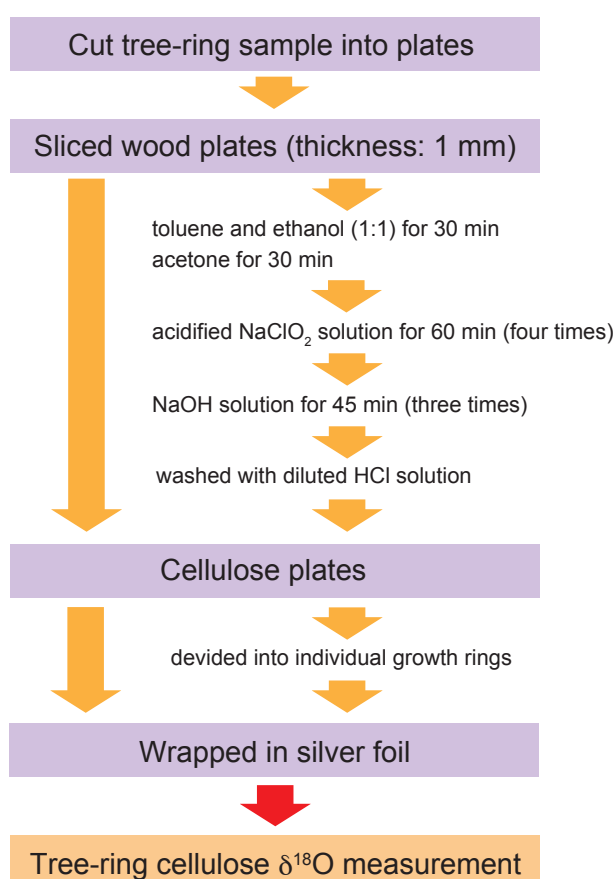 Cut tree-ring sample into plates
Sliced wood plates (thickness: 1 mm)
toluene and ethanol (1:1) for 30 min
acetone for 30 min
acidified NaClO₂ solution for 60 min (four times)
NaOH solution for 45 min (three times)
washed with diluted HCl solution
Cellulose plates
devided into individual growth rings
Wrapped in silver foil
Tree-ring cellulose δ¹⁸O measurement